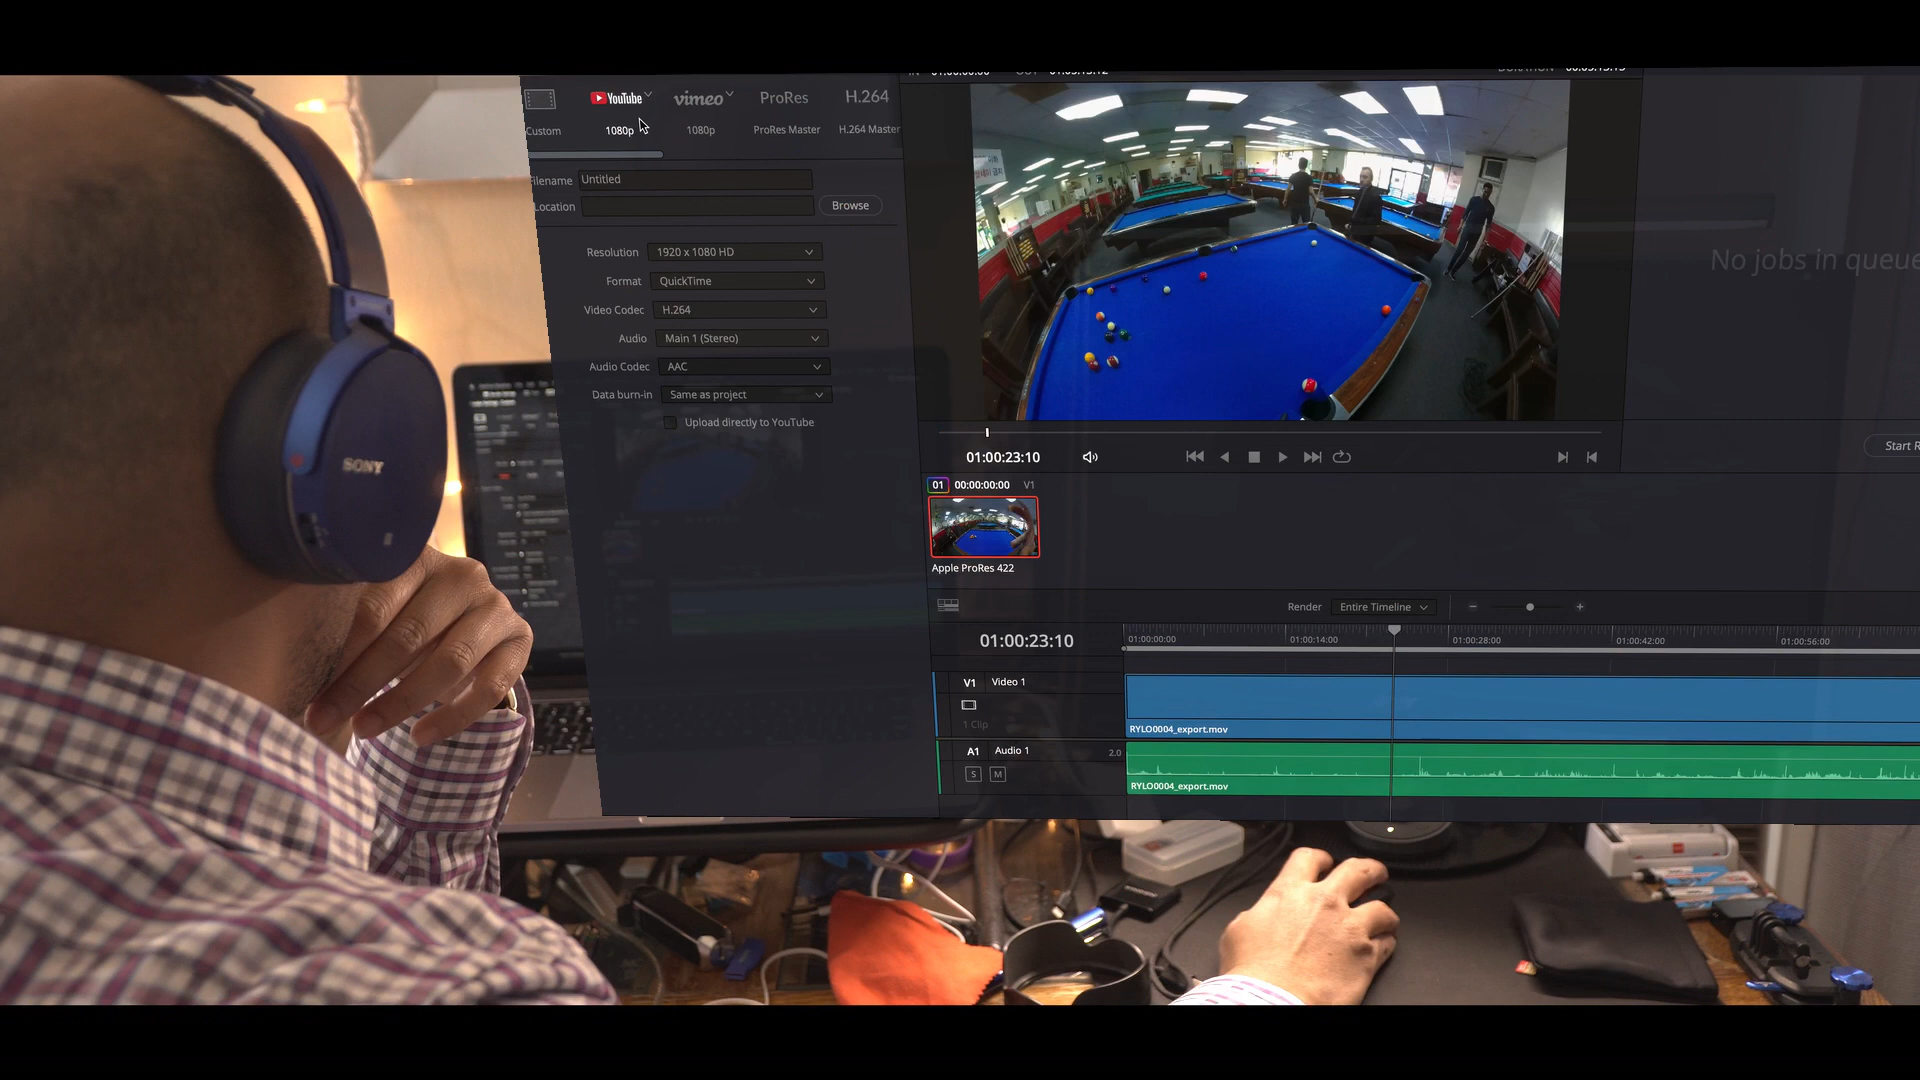 YouTube
vimeo
ProRes
H.264
Custom
1080p
1080p
ProRes Master
H.264 Master
Filename
Untitled
Location
Browse
Resolution
1920 x 1080 HD
Format
QuickTime
Video Codec
H.264
Audio
Main 1 (Stereo)
Audio Codec
AAC
Data burn-in
Same as project
Upload directly to YouTube
SONY
No jobs in queue
Start R
01:00:23:10
01
00:00:00:00
V1
Apple ProRes 422
Render
Entire Timeline
01:00:23:10
01:00:00:00
01:00:14:00
01:00:28:00
01:00:42:00
01:00:56:00
V1
Video 1
1 Clip
RYLO0004_export.mov
A1
Audio 1
2.0
S
M
RYLO0004_export.mov